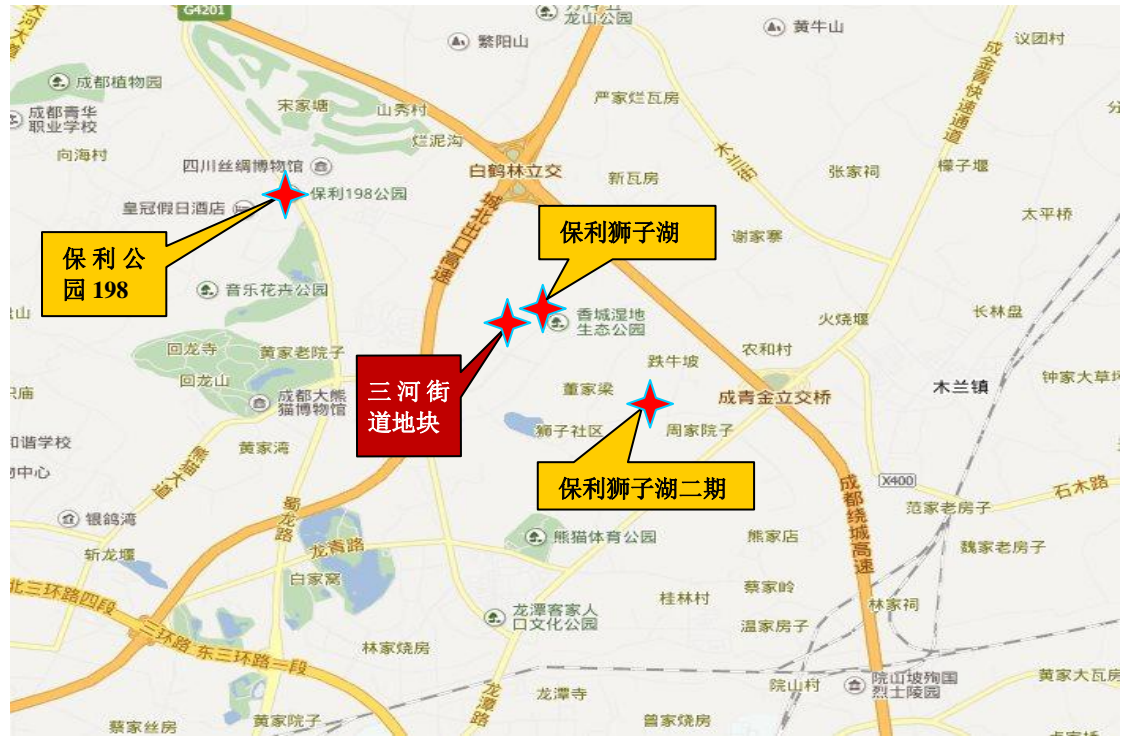 G4201
龙山公园
黄牛山
繁阳山
议团村
成都植物园
成都青华
职业学校
宋家塘
山秀村
严家烂瓦房
成金青快速通道
向海村
烂泥沟
四川丝绸博物馆
白鹤林立交
新瓦房
木兰街
张家祠
檬子堰
保利198公园
皇冠假日酒店
太平桥
保利公
园198
城北出口高速
保利狮子湖
谢家寨
音乐花卉公园
香城湿地
生态公园
火烧堰
长林盘
回龙寺
黄家老院子
三河街
道地块
跌牛坡
农和村
回龙山
董家梁
木兰镇
钟家大草坪
成都大熊
猫博物馆
成青金立交桥
狮子社区
周家院子
和谐学校
黄家湾
熊猫大道
保利狮子湖二期
成都绕城高速
X400
石木路
范家老房子
银鸽湾
蜀龙路
龙青路
熊猫体育公园
熊家店
魏家老房子
斩龙堰
白家窝
北三环路四段
桂林村
蔡家岭
林家祠
龙潭客家人
口文化公园
温家房子
三环路
东三环路一段
林家烧房
院山村
院山坡殉国
烈士陵园
黄家大瓦房
龙潭路
龙潭寺
蔡家丝房
黄家院子
曾家烧房